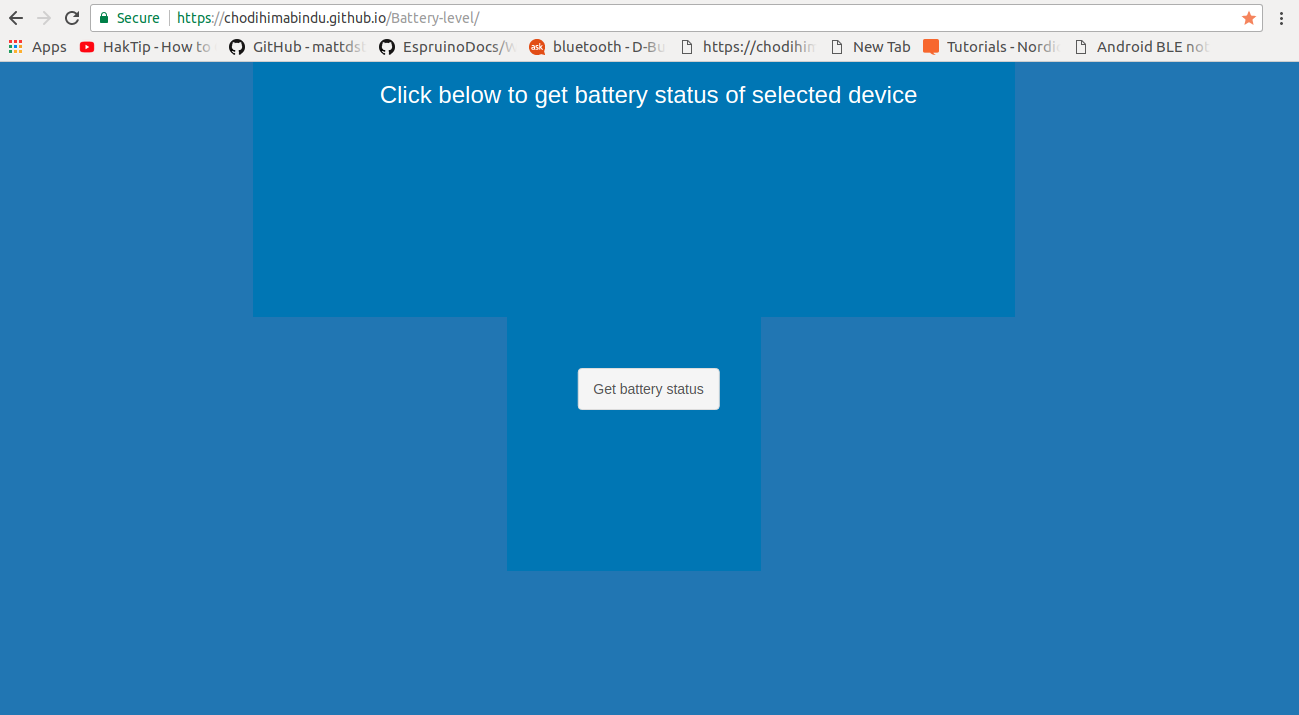 Secure https://chodihimabindu.github.io/Battery-level/
Apps HakTip - How to GitHub - mattdst EspruinoDocs/W bluetooth - D-Bu https://chodihim New Tab Tutorials - Nordic Android BLE not
Click below to get battery status of selected device
Get battery status